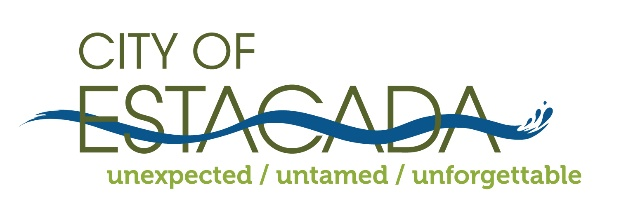 CITY OF
ESTACADA
unexpected / untamed / unforgettable